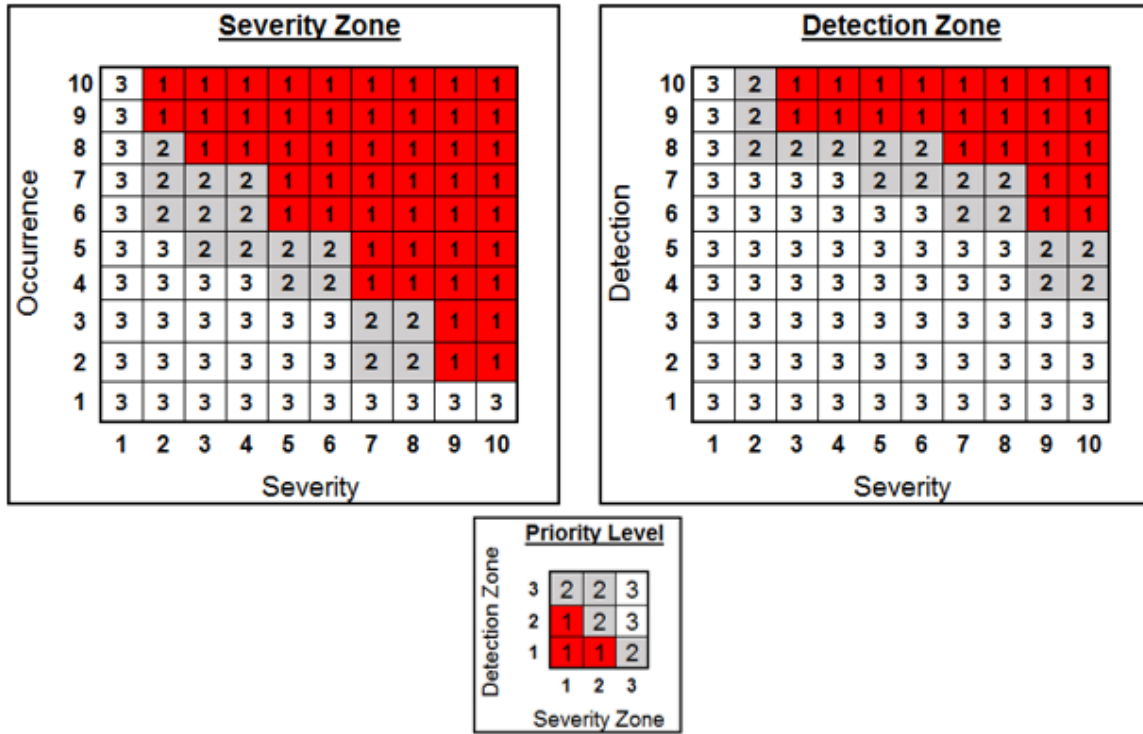 Severity Zone
10 3 1 1 1 1 1 1 1 1 1
9 3 1 1 1 1 1 1 1 1 1
8 3 2 1 1 1 1 1 1 1 1
7 3 2 2 2 1 1 1 1 1 1
6 3 2 2 2 1 1 1 1 1 1
5 3 3 2 2 2 2 1 1 1 1
4 3 3 3 3 2 2 1 1 1 1
3 3 3 3 3 3 3 2 2 1 1
2 3 3 3 3 3 3 2 2 1 1
1 3 3 3 3 3 3 3 3 3 3
1 2 3 4 5 6 7 8 9 10
Occurrence
Severity
Detection Zone
10 3 2 1 1 1 1 1 1 1 1
9 3 2 1 1 1 1 1 1 1 1
8 3 2 2 2 2 2 1 1 1 1
7 3 3 3 3 2 2 2 2 1 1
6 3 3 3 3 3 3 2 2 1 1
5 3 3 3 3 3 3 3 3 2 2
4 3 3 3 3 3 3 3 3 2 2
3 3 3 3 3 3 3 3 3 3 3
2 3 3 3 3 3 3 3 3 3 3
1 3 3 3 3 3 3 3 3 3 3
1 2 3 4 5 6 7 8 9 10
Detection
Severity
Priority Level
3 2 2 3
2 1 2 3
1 1 1 2
1 2 3
Detection Zone
Severity Zone